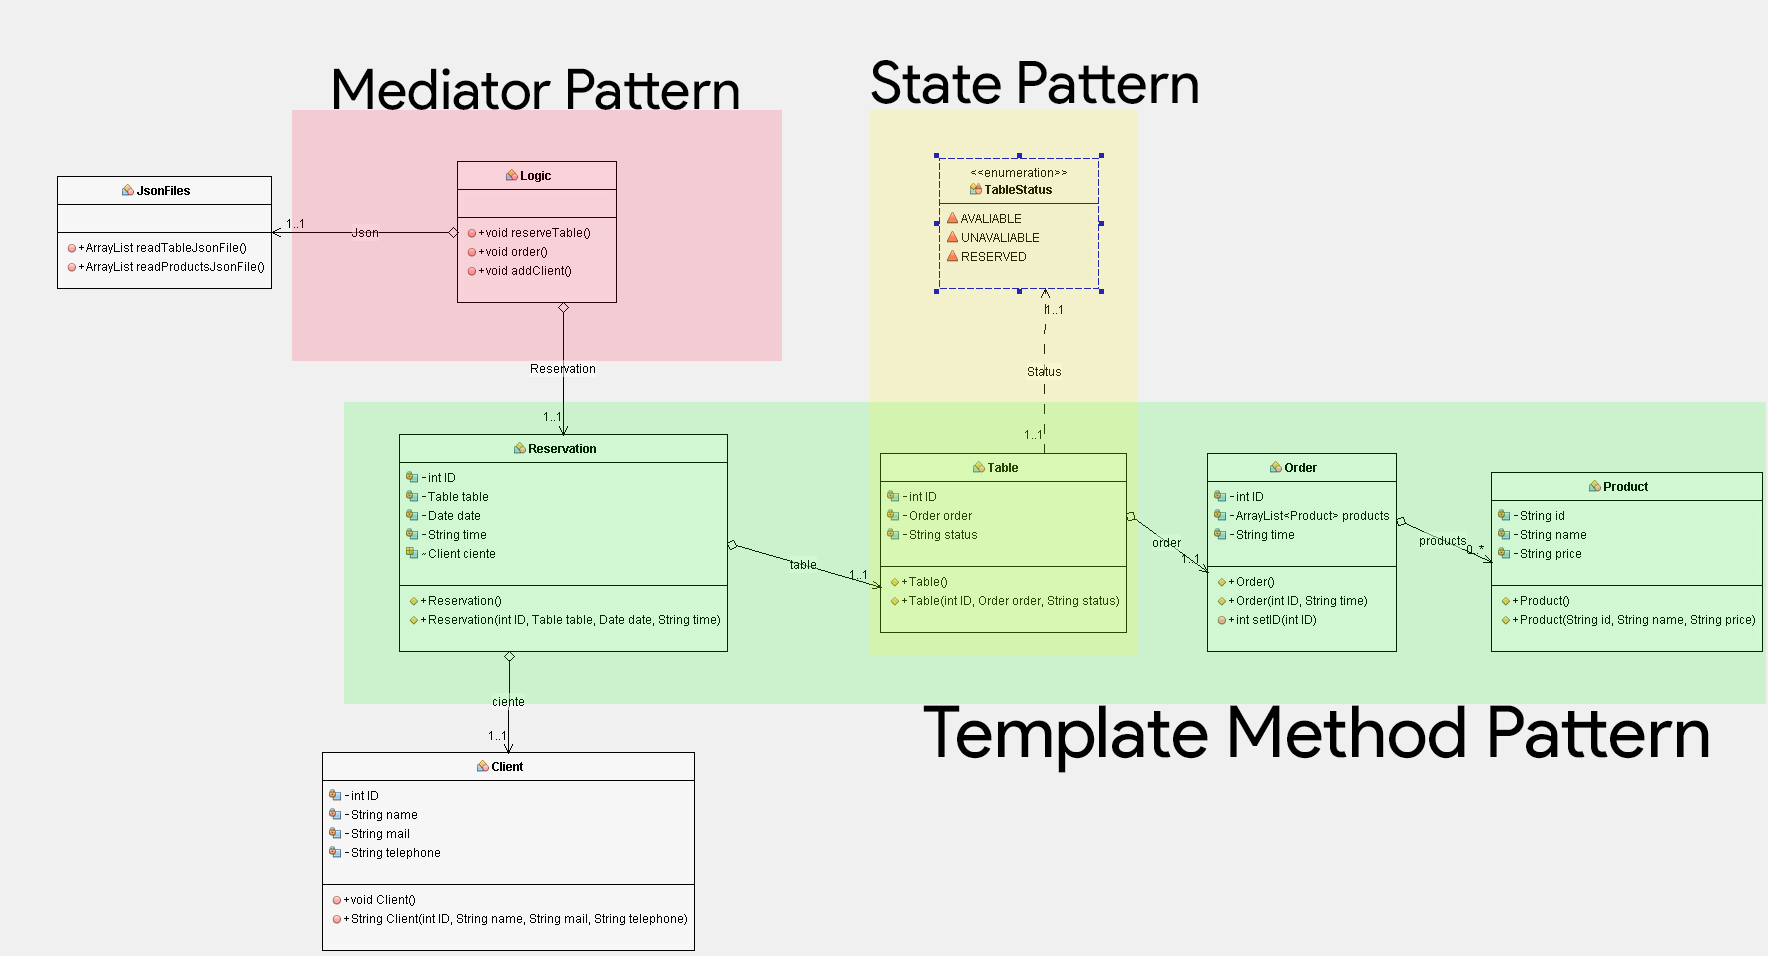 Mediator Pattern
State Pattern
JsonFiles
+ArrayList readTableJsonFile()
+ArrayList readProductsJsonFile()
1..1
Json
Logic
+void reserveTable()
+void order()
+void addClient()
<<enumeration>>
TableStatus
AVALIABLE
UNAVALIABLE
RESERVED
1..1
Status
1..1
Reservation
1..1
Reservation
-int ID
-Table table
-Date date
-String time
~Client ciente
+Reservation()
+Reservation(int ID, Table table, Date date, String time)
table
1..1
Table
-int ID
-Order order
-String status
+Table()
+Table(int ID, Order order, String status)
order
1..1
Order
-int ID
-ArrayList<Product> products
-String time
+Order()
+Order(int ID, String time)
+int setID(int ID)
products
0..*
Product
-String id
-String name
-String price
+Product()
+Product(String id, String name, String price)
Template Method Pattern
ciente
1..1
Client
-int ID
-String name
-String mail
-String telephone
+void Client()
+String Client(int ID, String name, String mail, String telephone)